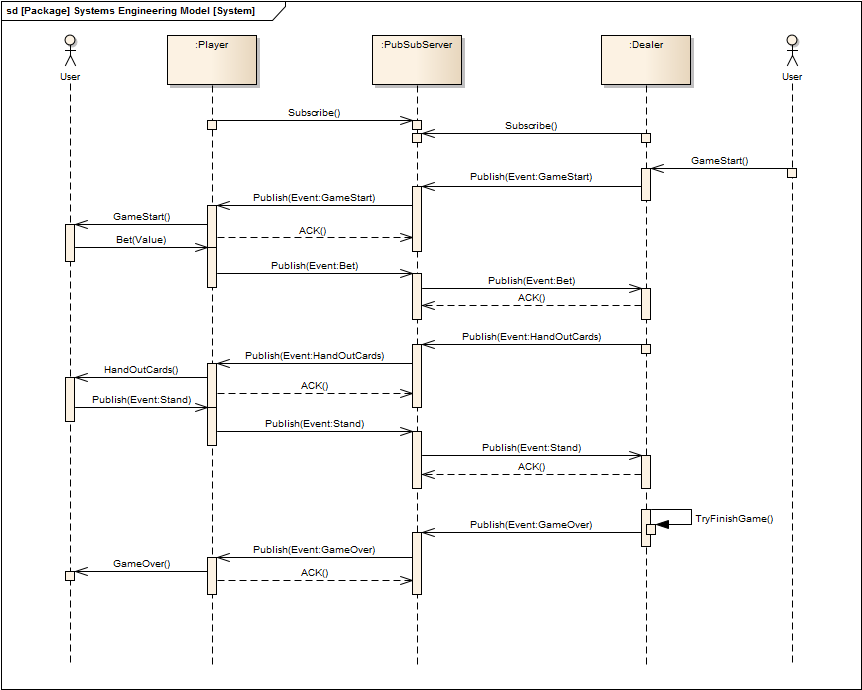 sd [Package] Systems Engineering Model [System]
User
:Player
:PubSubServer
:Dealer
User
Subscribe()
Subscribe()
GameStart()
Publish(Event:GameStart)
Publish(Event:GameStart)
GameStart()
ACK()
Bet(Value)
Publish(Event:Bet)
Publish(Event:Bet)
ACK()
Publish(Event:HandOutCards)
Publish(Event:HandOutCards)
HandOutCards()
ACK()
Publish(Event:Stand)
Publish(Event:Stand)
Publish(Event:Stand)
ACK()
TryFinishGame()
Publish(Event:GameOver)
Publish(Event:GameOver)
GameOver()
ACK()